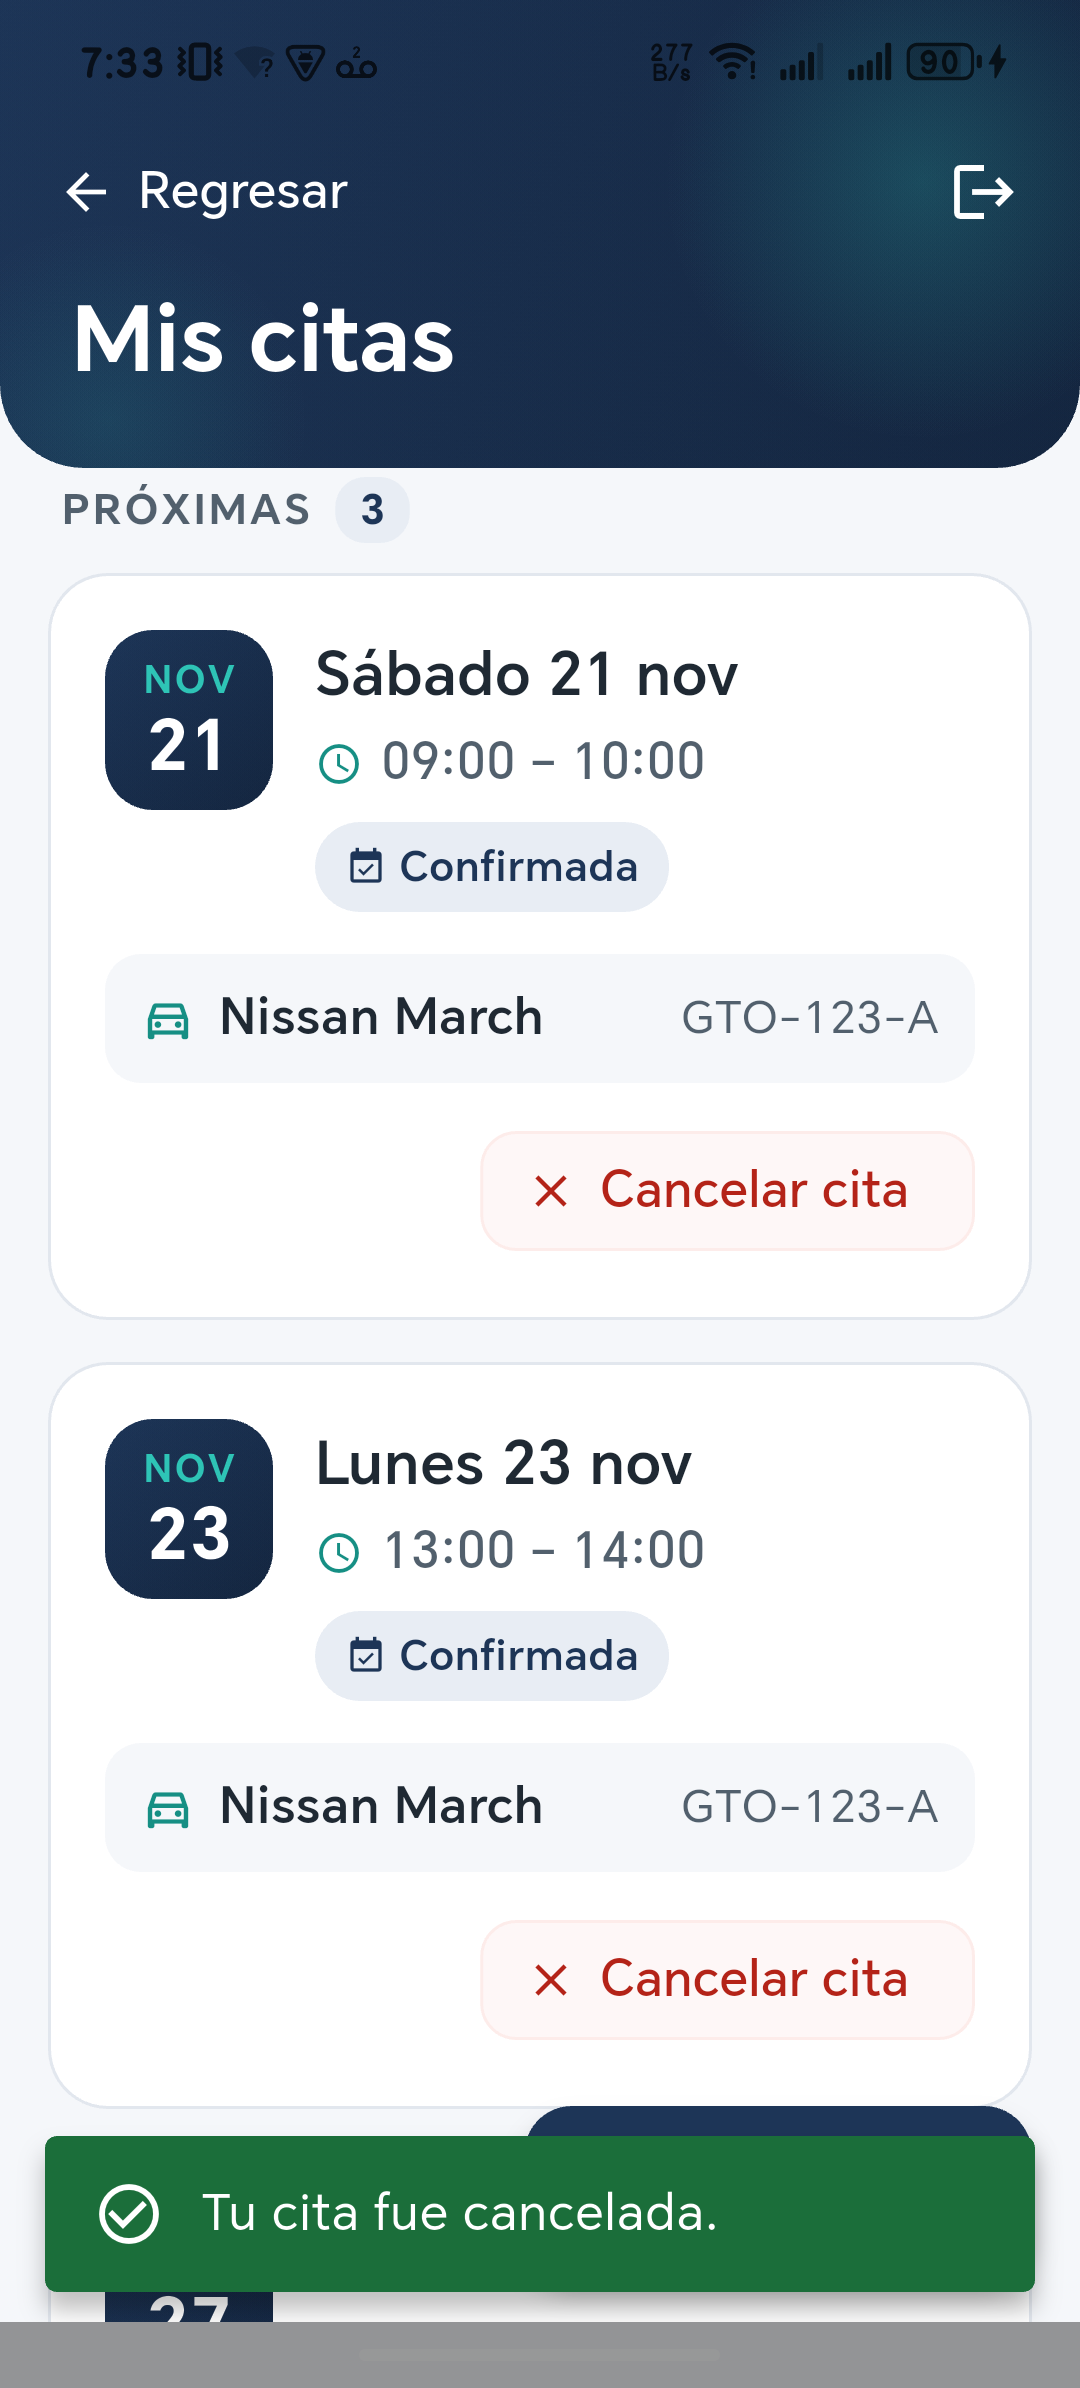 7:33
277
B/s
90
Regresar
Mis citas
PRÓXIMAS 3
NOV
21
Sábado 21 nov
09:00 – 10:00
Confirmada
Nissan March
GTO-123-A
Cancelar cita
NOV
23
Lunes 23 nov
13:00 – 14:00
Confirmada
Nissan March
GTO-123-A
Cancelar cita
Tu cita fue cancelada.
27